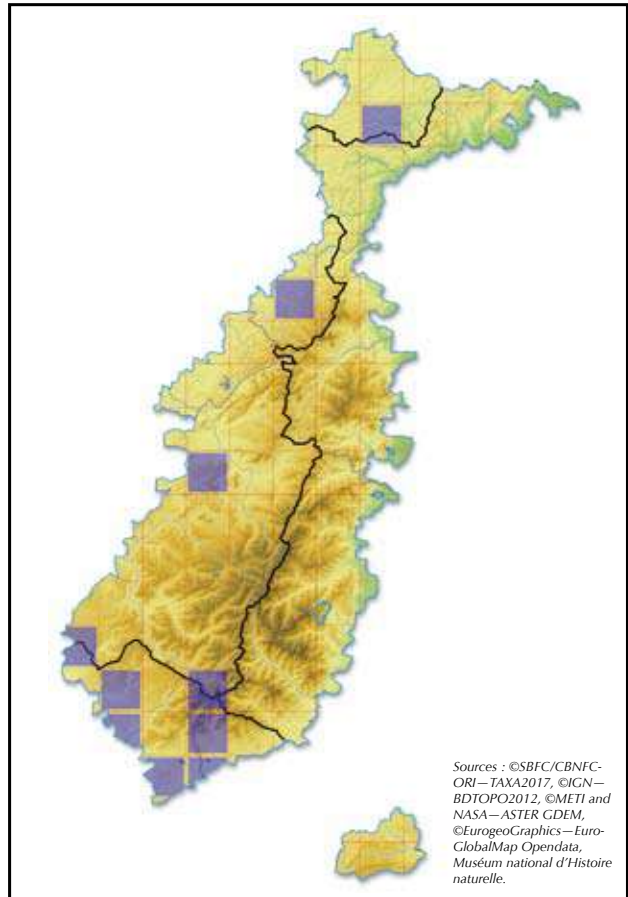 Sources : ©SBFC/CBNFC-
ORI—TAXA2017, ©IGN—
BDTOPO2012, ©METI and
NASA—ASTER GDEM,
©EurogeoGraphics—Euro-
GlobalMap Opendata,
Muséum national d'Histoire
naturelle.